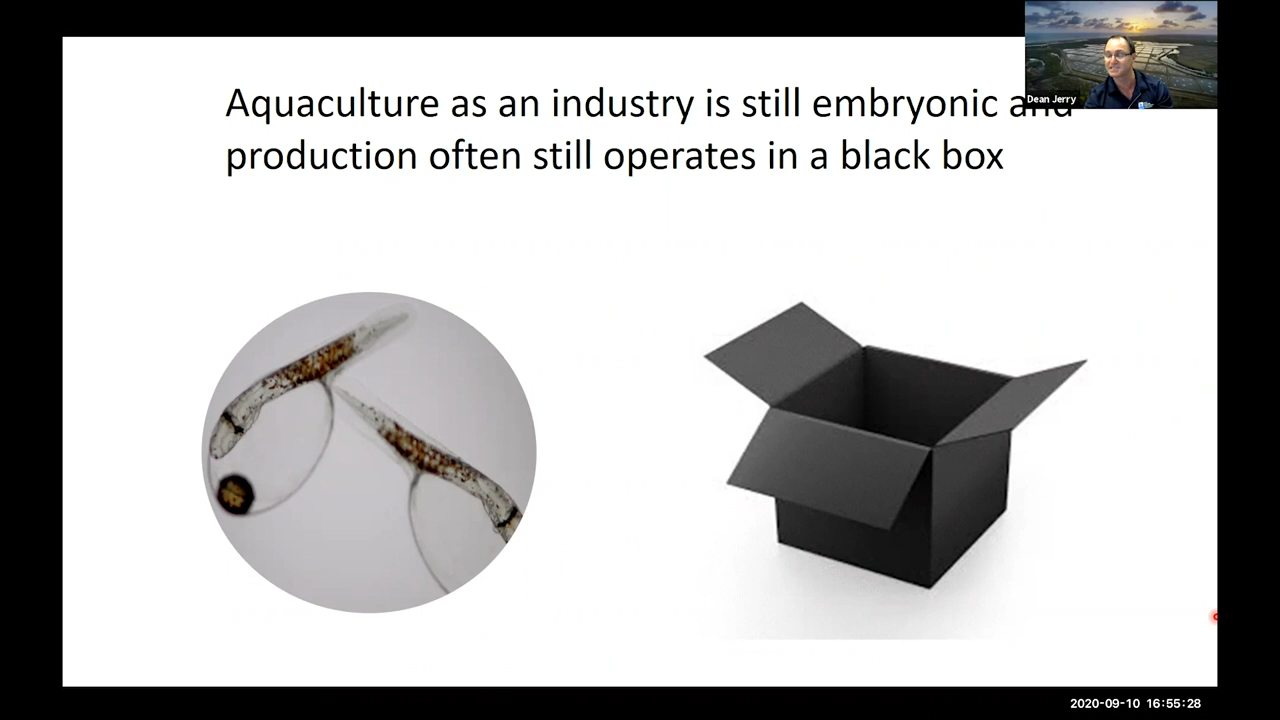 Aquaculture as an industry is still embryonic and
production often still operates in a black box
Dean Jerry
2020-09-10 16:55:28